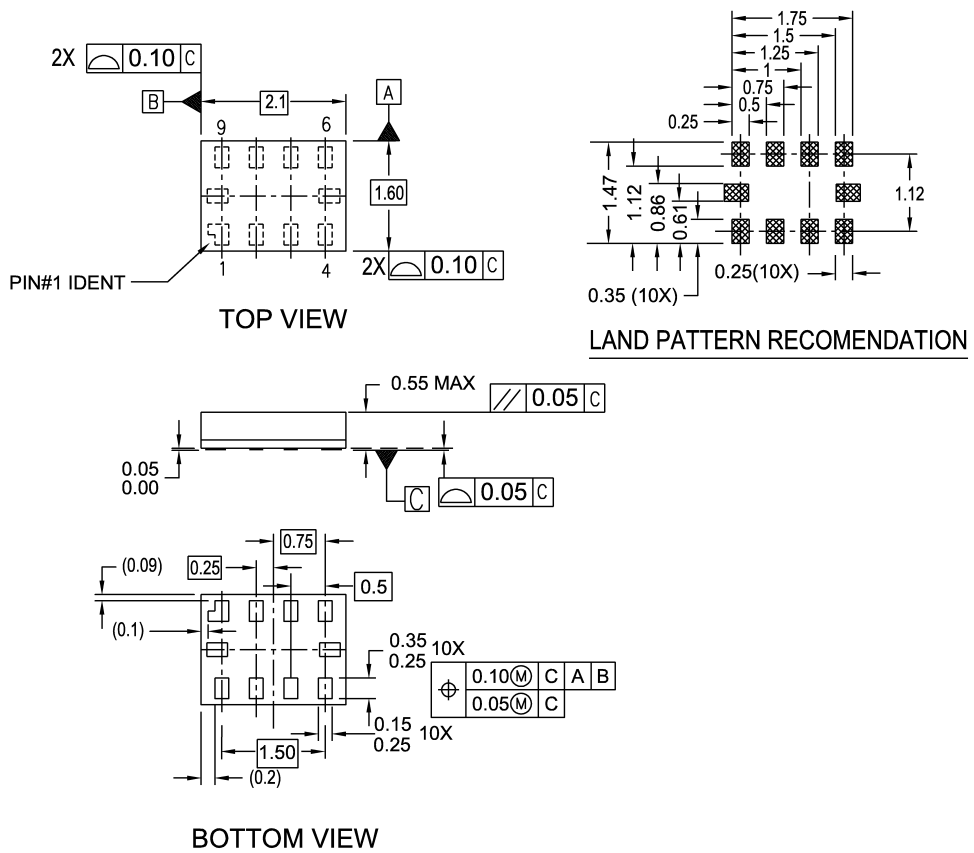 2X 0.10 C
B
2.1
A
9 6
1.60
1 4
PIN#1 IDENT
2X 0.10 C
TOP VIEW
1.75
1.5
1.25
1
0.75
0.5
0.25
1.47
1.12
0.86
0.61
1.12
0.25(10X)
0.35 (10X)
LAND PATTERN RECOMENDATION
0.55 MAX
// 0.05 C
0.05
0.00
C
0.05 C
0.75
(0.09)
0.25
0.5
(0.1)
0.35
0.25 10X
0.10Ⓜ C A B
0.05Ⓜ C
0.15
0.25 10X
1.50
(0.2)
BOTTOM VIEW